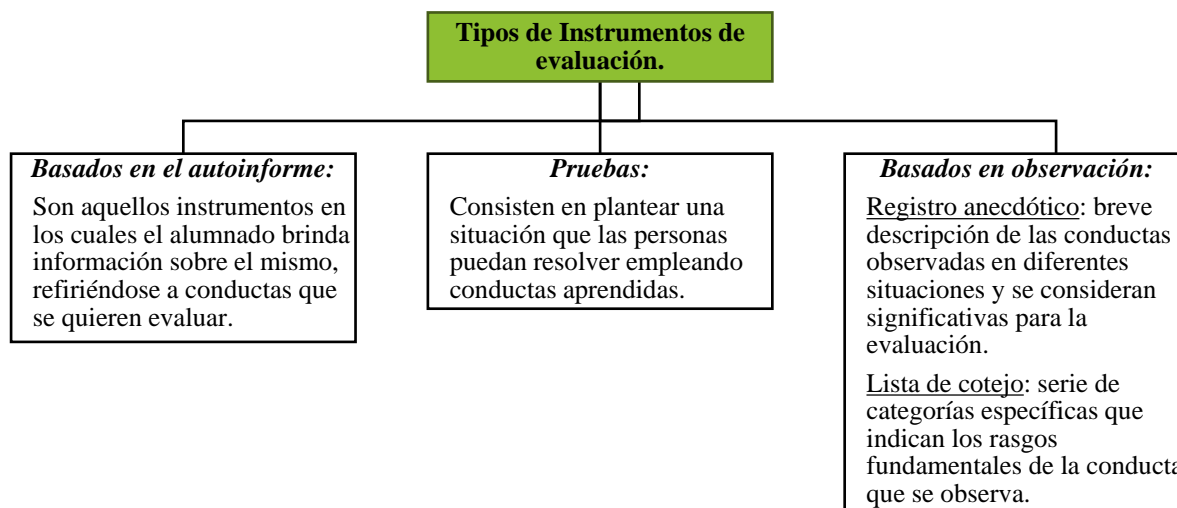 Tipos de Instrumentos de
evaluación.
Basados en el autoinforme:
Son aquellos instrumentos en
los cuales el alumnado brinda
información sobre el mismo,
refiriéndose a conductas que
se quieren evaluar.
Pruebas:
Consisten en plantear una
situación que las personas
puedan resolver empleando
conductas aprendidas.
Basados en observación:
Registro anecdótico: breve
descripción de las conductas
observadas en diferentes
situaciones y se consideran
significativas para la
evaluación.
Lista de cotejo: serie de
categorías específicas que
indican los rasgos
fundamentales de la conducta
que se observa.